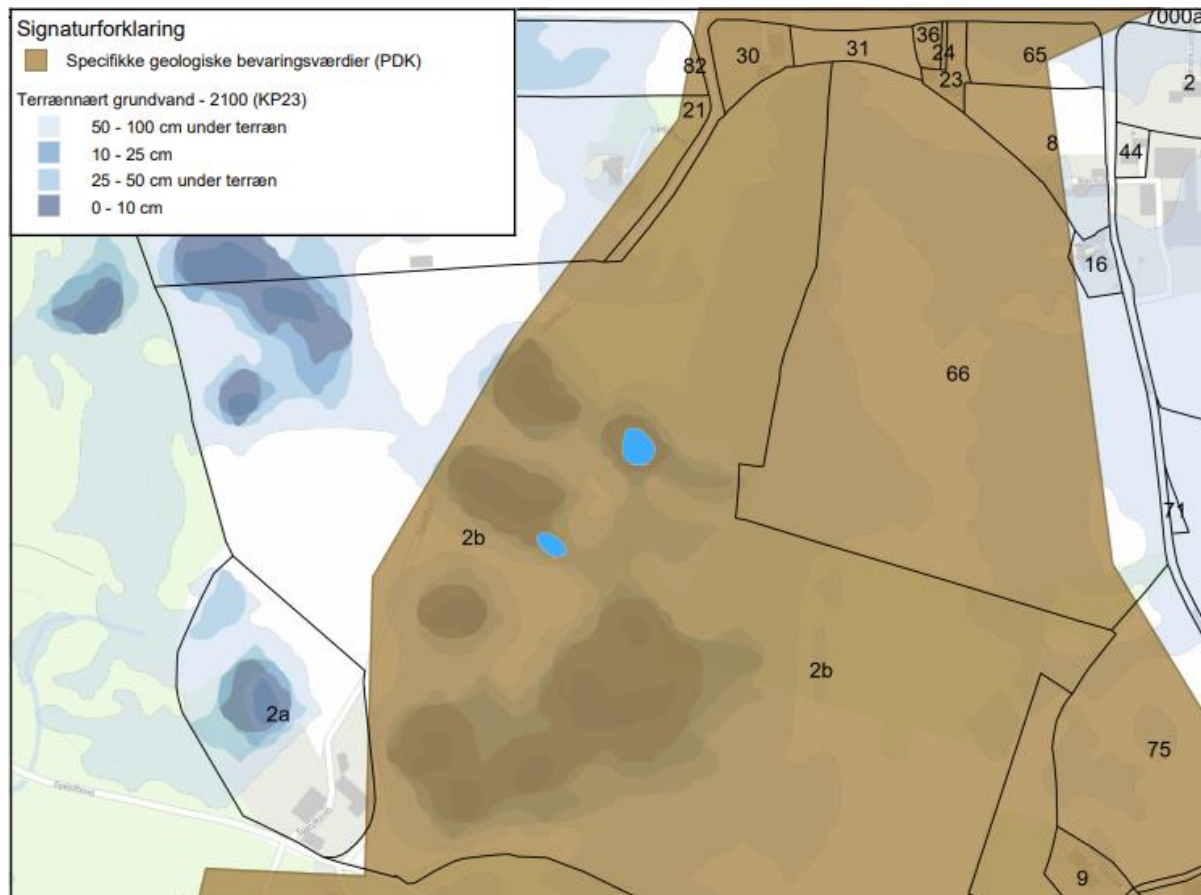 Signaturforklaring
Specifikke geologiske bevaringsværdier (PDK)
Terrænnært grundvand - 2100 (KP23)
50 - 100 cm under terræn
10 - 25 cm
25 - 50 cm under terræn
0 - 10 cm
7000a
36
30
31
24
65
82
23
2
21
8
44
16
66
71
2b
2b
2a
75
9